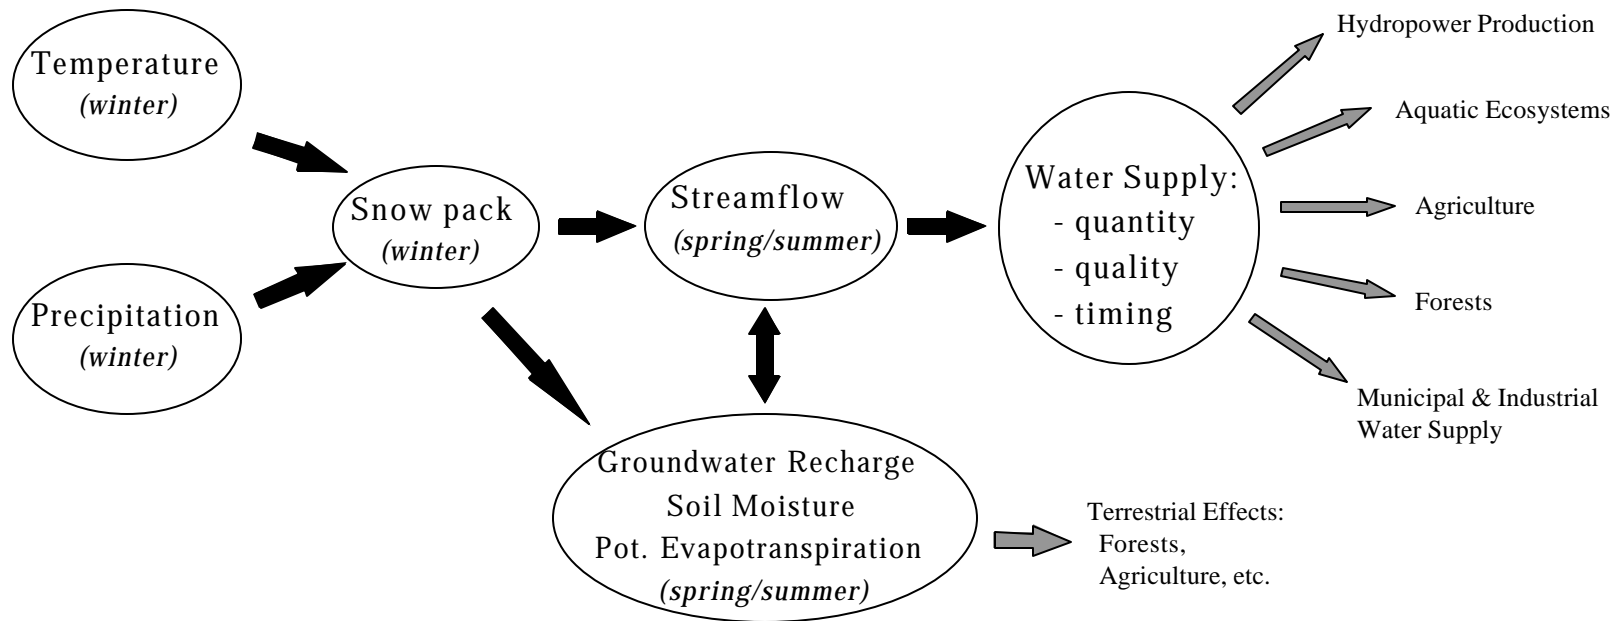 Temperature
(winter)
Precipitation
(winter)
Snow pack
(winter)
Streamflow
(spring/summer)
Groundwater Recharge
Soil Moisture
Pot. Evapotranspiration
(spring/summer)
Water Supply:
- quantity
- quality
- timing
Hydropower Production
Aquatic Ecosystems
Agriculture
Forests
Municipal & Industrial
Water Supply
Terrestrial Effects:
Forests,
Agriculture, etc.